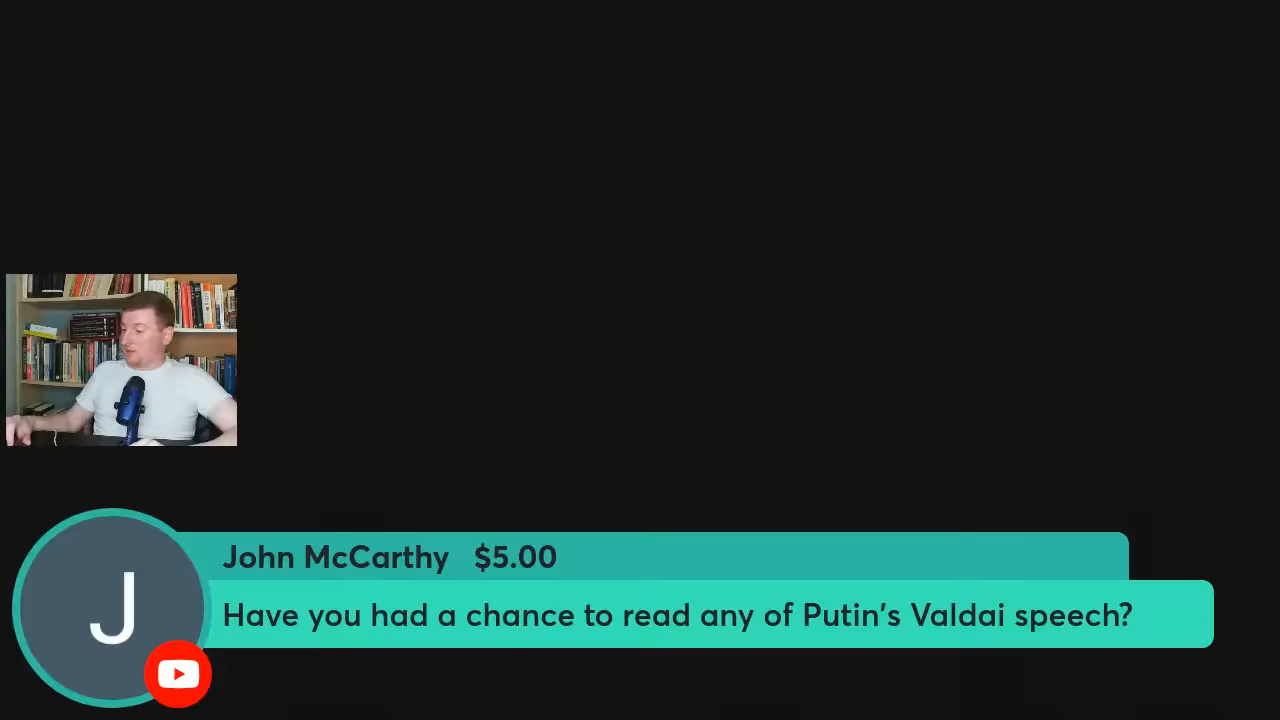 John McCarthy $5.00
Have you had a chance to read any of Putin's Valdai speech?
J